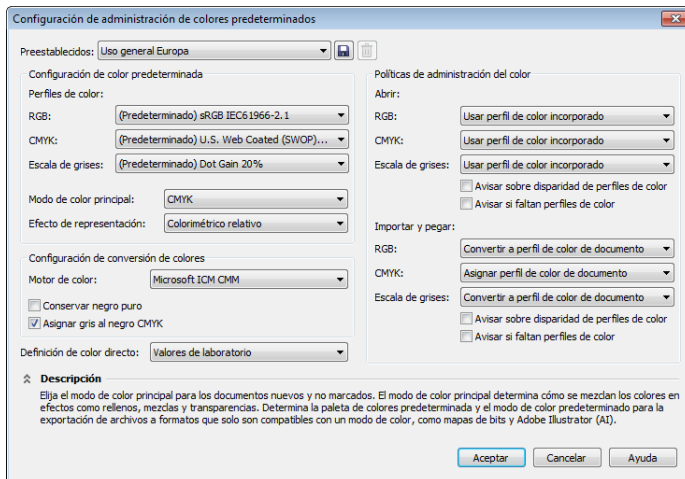 Configuración de administración de colores predeterminados
Preestablecidos: Uso general Europa
Configuración de color predeterminada
Perfiles de color:
RGB: (Predeterminado) sRGB IEC61966-2.1
CMYK: (Predeterminado) U.S. Web Coated (SWOP)...
Escala de grises: (Predeterminado) Dot Gain 20%
Modo de color principal: CMYK
Efecto de representación: Colorimétrico relativo
Configuración de conversión de colores
Motor de color: Microsoft ICM CMM
Conservar negro puro
Asignar gris al negro CMYK
Definición de color directo: Valores de laboratorio
Políticas de administración del color
Abrir:
RGB: Usar perfil de color incorporado
CMYK: Usar perfil de color incorporado
Escala de grises: Usar perfil de color incorporado
Avisar sobre disparidad de perfiles de color
Avisar si faltan perfiles de color
Importar y pegar:
RGB: Convertir a perfil de color de documento
CMYK: Asignar perfil de color de documento
Escala de grises: Convertir a perfil de color de documento
Avisar sobre disparidad de perfiles de color
Avisar si faltan perfiles de color
Descripción
Elija el modo de color principal para los documentos nuevos y no marcados. El modo de color principal determina cómo se mezclan los colores en
efectos como rellenos, mezclas y transparencias. Determina la paleta de colores predeterminada y el modo de color predeterminado para la
exportación de archivos a formatos que solo son compatibles con un modo de color, como mapas de bits y Adobe Illustrator (AI).
Aceptar
Cancelar
Ayuda